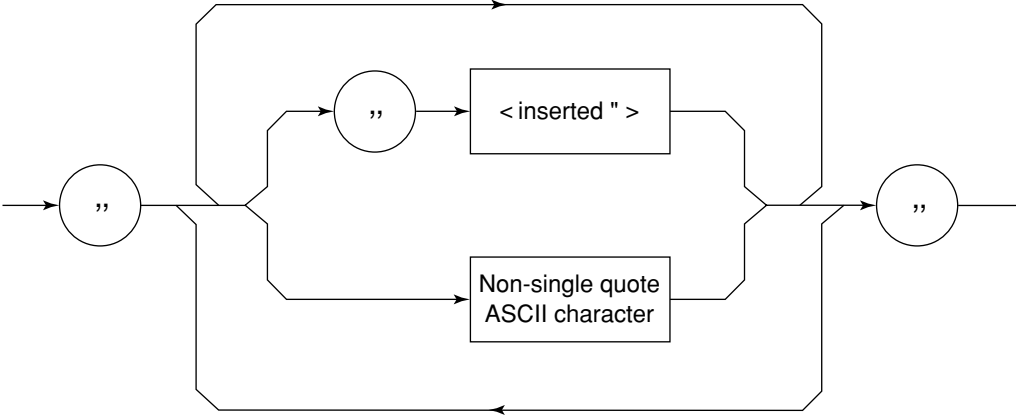 ,,
< inserted " >
,,
,,
Non-single quote
ASCII character